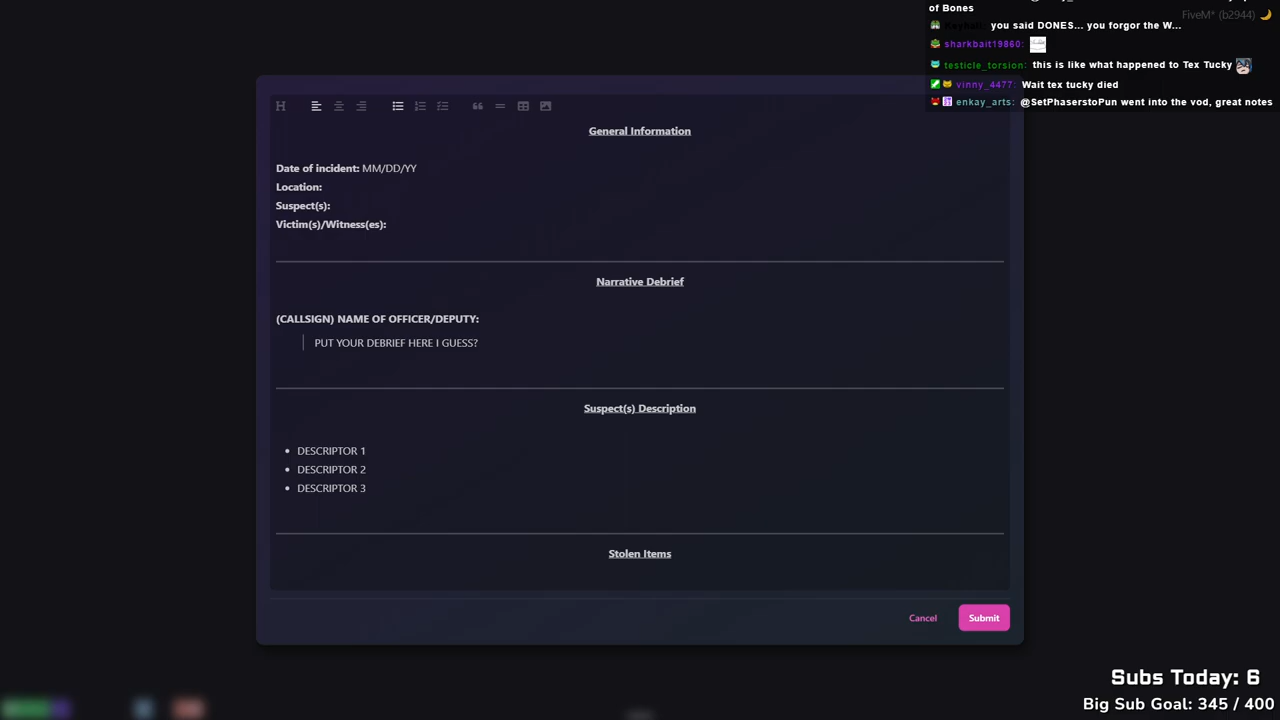 of Bones
FiveM* (b2944)
you said DONES... you forgor the W...
sharkbait19860:
testicle_torsion: this is like what happened to Tex Tucky
vinny_4477: Wait tex tucky died
enkay_arts: @SetPhaserstoPun went into the vod, great notes
General Information
Date of incident: MM/DD/YY
Location:
Suspect(s):
Victim(s)/Witness(es):
Narrative Debrief
(CALLSIGN) NAME OF OFFICER/DEPUTY:
PUT YOUR DEBRIEF HERE I GUESS?
Suspect(s) Description
• DESCRIPTOR 1
• DESCRIPTOR 2
• DESCRIPTOR 3
Stolen Items
Cancel
Submit
Subs Today: 6
Big Sub Goal: 345 / 400